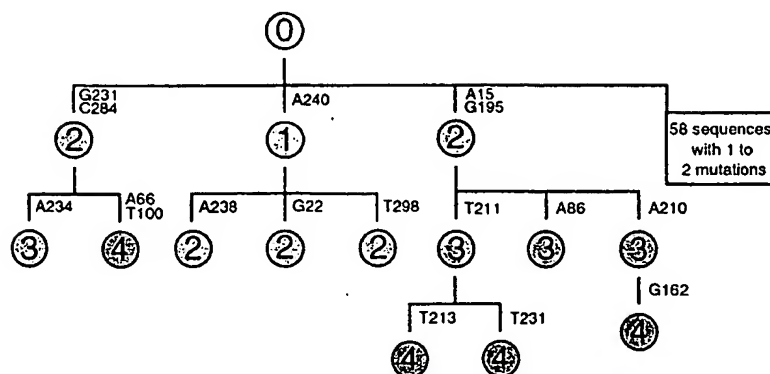 0
G231
C284
A240
A15
G195
2
1
2
58 sequences
with 1 to
2 mutations
A234
A66
T100
A238
G22
T298
T211
A86
A210
3
4
2
2
2
3
3
3
G162
T213
T231
4
4
4